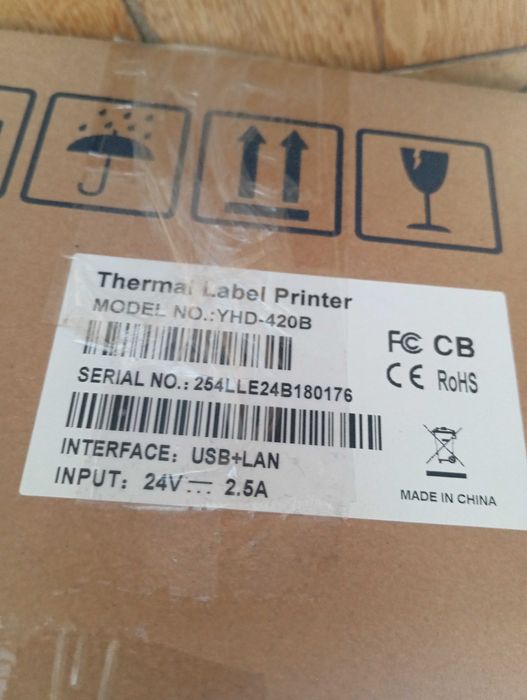 Thermal Label Printer
MODEL NO.:YHD-420B
SERIAL NO.: 254LLE24B180176
INTERFACE: USB+LAN
INPUT: 24V⎓ 2.5A
FC CB
CE RoHS
MADE IN CHINA